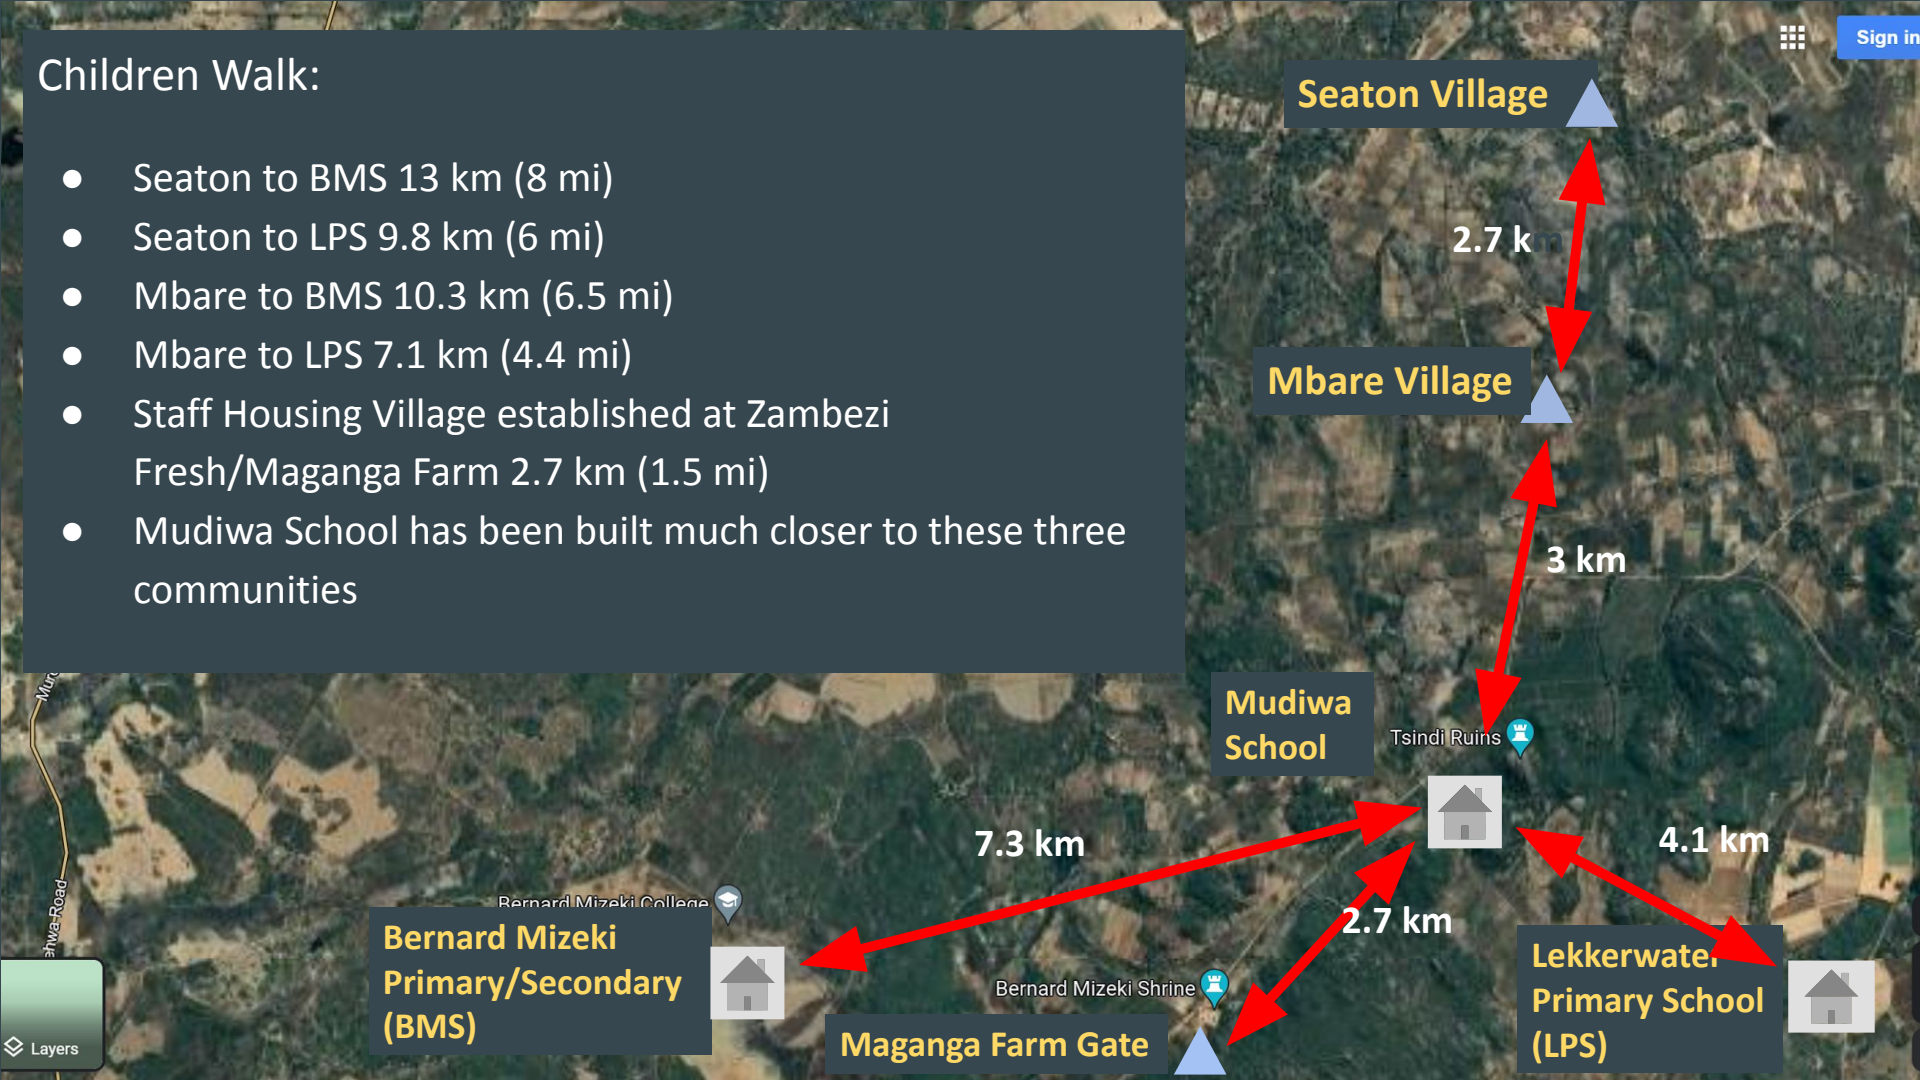 Children Walk:
● Seaton to BMS 13 km (8 mi)
● Seaton to LPS 9.8 km (6 mi)
● Mbare to BMS 10.3 km (6.5 mi)
● Mbare to LPS 7.1 km (4.4 mi)
● Staff Housing Village established at Zambezi
Fresh/Maganga Farm 2.7 km (1.5 mi)
● Mudiwa School has been built much closer to these three
communities
Sign in
Seaton Village
2.7 km
Mbare Village
3 km
Mudiwa
School
Tsindi Ruins
7.3 km
4.1 km
2.7 km
Bernard Mizeki College
Bernard Mizeki
Primary/Secondary
(BMS)
Bernard Mizeki Shrine
Maganga Farm Gate
Lekkerwater
Primary School
(LPS)
Road
Layers